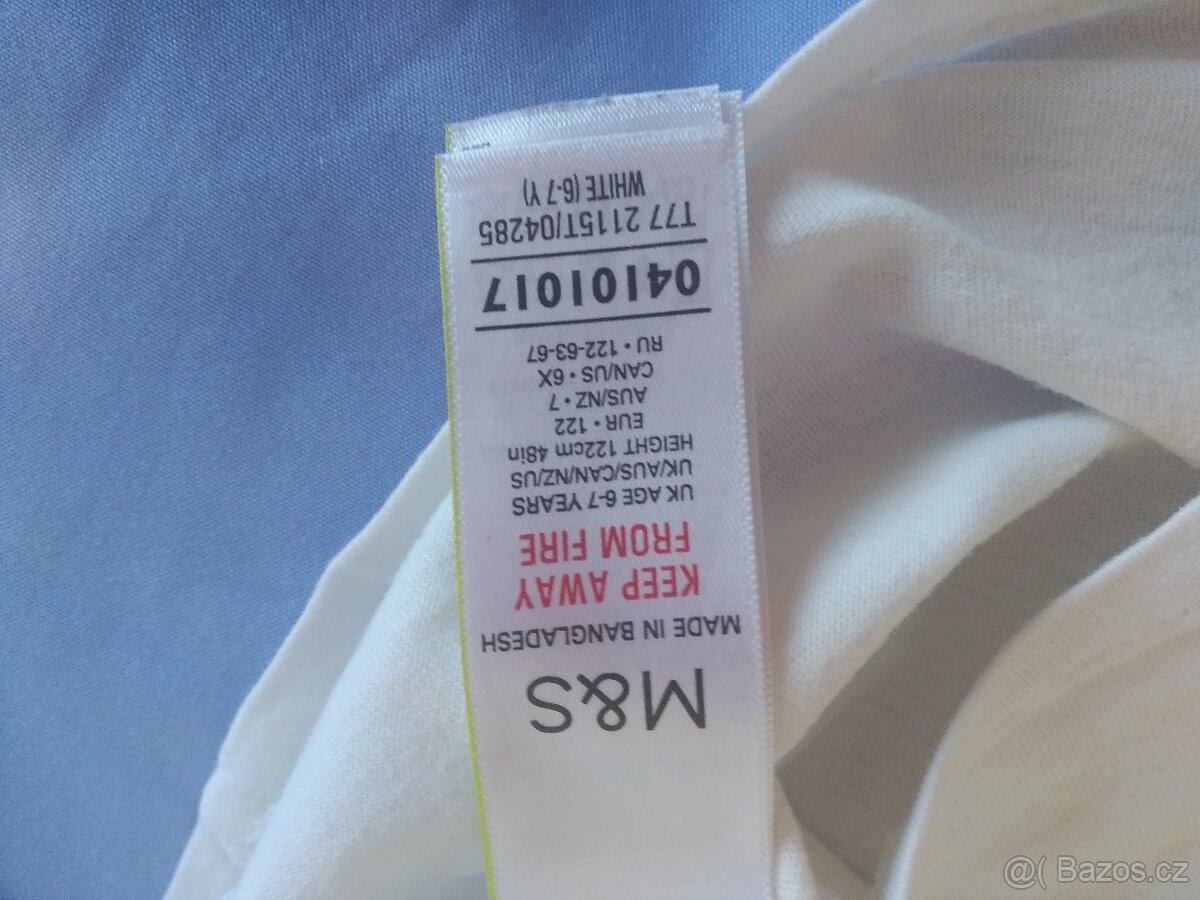 M&S
MADE IN BANGLADESH
KEEP AWAY
FROM FIRE
UK AGE 6-7 YEARS
UK/AUS/CAN/NZ/US
HEIGHT 122cm 48in
EUR • 122
AUS/NZ • 7
CAN/US • 6X
RU • 122-63-67
04101017
T77 2115T/04285
WHITE (6-7 Y)
@( Bazos.cz